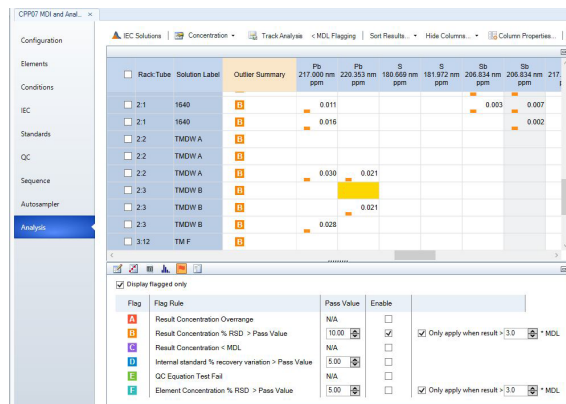 CPP07 MDI and Anal... ×
IEC Solutions Concentration Track Analysis < MDL Flagging Sort Results... Hide Columns... Column Properties...
Configuration
Elements
Conditions
IEC
Standards
QC
Sequence
Autosampler
Analysis
Rack:Tube Solution Label Outlier Summary Pb 217.000 nm ppm Pb 220.353 nm ppm S 180.669 nm ppm S 181.972 nm ppm Sb 206.834 nm ppm Sb 206.834 nm ppm 217.
2:1 1640 B 0.011 0.003 0.007
2:1 1640 B 0.016 0.002
2:2 TMDW A B
2:2 TMDW A B
2:2 TMDW A B 0.030 0.021
2:3 TMDW B B
2:3 TMDW B B 0.021
2:3 TMDW B B 0.028
3:12 TM F B
Display flagged only
Flag Flag Rule Pass Value Enable
A Result Concentration Overrange N/A
B Result Concentration % RSD > Pass Value 10.00 Only apply when result > 3.0 * MDL
C Result Concentration < MDL N/A
D Internal standard % recovery variation > Pass Value 5.00
E QC Equation Test Fail N/A
F Element Concentration % RSD > Pass Value 5.00 Only apply when result > 3.0 * MDL